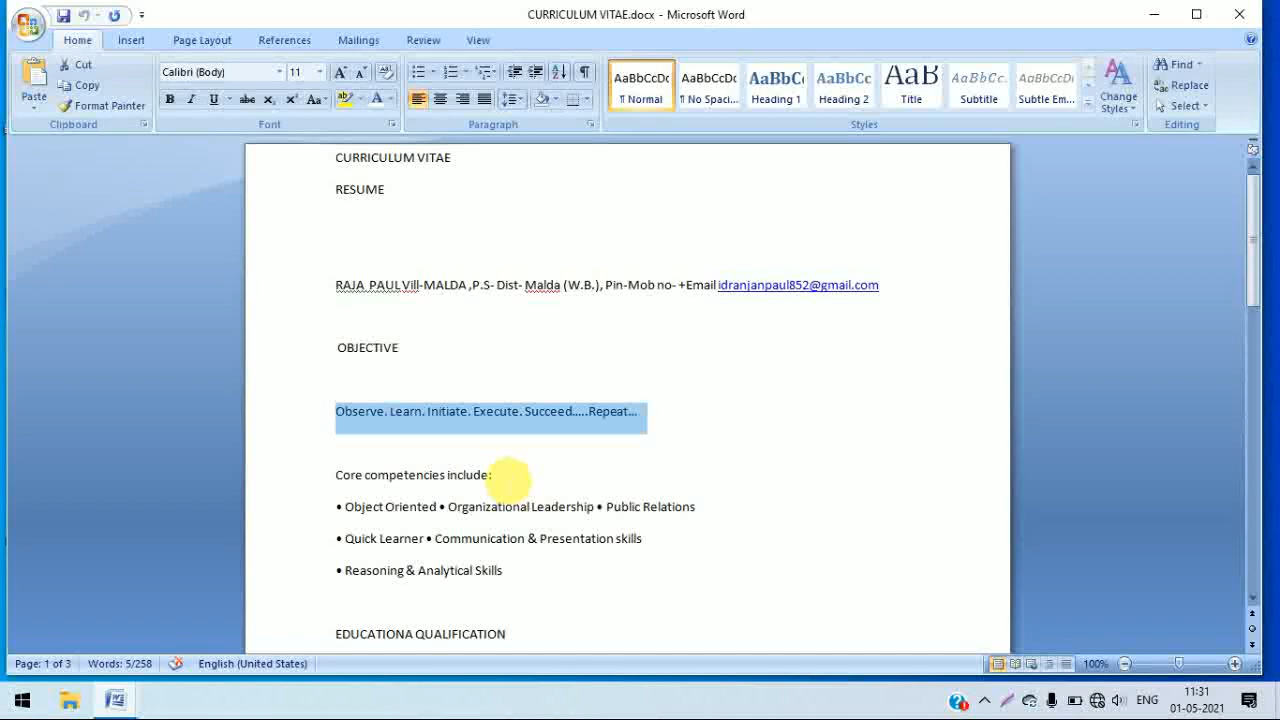 CURRICULUM VITAE.docx - Microsoft Word
Home Insert Page Layout References Mailings Review View
Paste Cut Copy Format Painter
Calibri (Body) 11
AaBbCcDc AaBbCcDc AaBbC AaBbCc AaB AaBbCc. AaBbCcDc
¶ Normal ¶ No Spaci... Heading 1 Heading 2 Title Subtitle Subtle Em...
Change Styles
Find Replace Select
Clipboard Font Paragraph Styles Editing
CURRICULUM VITAE
RESUME
RAJA PAUL Vill-MALDA ,P.S- Dist- Malda (W.B.), Pin-Mob no- +Email idranjanpaul852@gmail.com
OBJECTIVE
Observe. Learn. Initiate. Execute. Succeed.....Repeat...
Core competencies include:
• Object Oriented • Organizational Leadership • Public Relations
• Quick Learner • Communication & Presentation skills
• Reasoning & Analytical Skills
EDUCATIONA QUALIFICATION
Page: 1 of 3 Words: 5/258 English (United States) 100%
ENG 11:31
01-05-2021